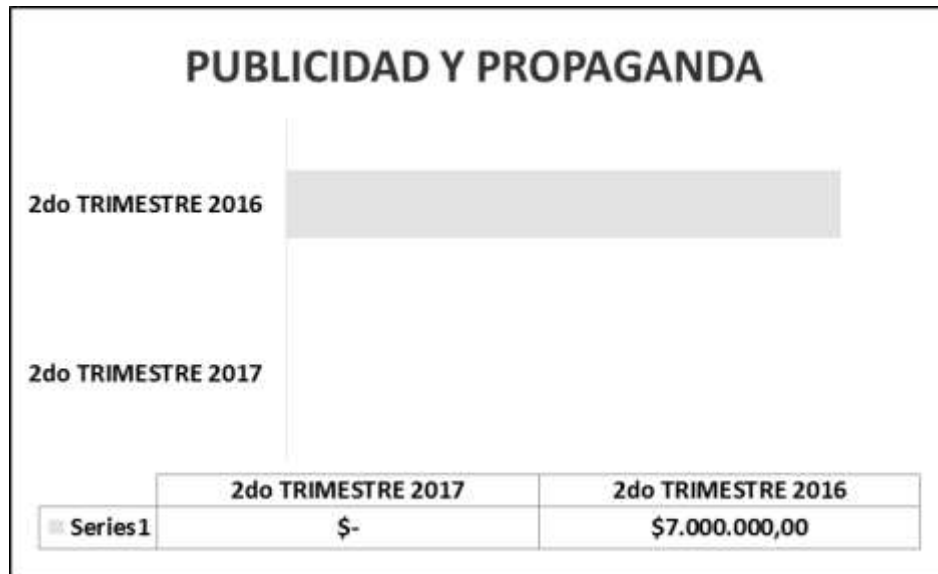 PUBLICIDAD Y PROPAGANDA
2do TRIMESTRE 2016
2do TRIMESTRE 2017
2do TRIMESTRE 2017 2do TRIMESTRE 2016
Series1 $- $7.000.000,00